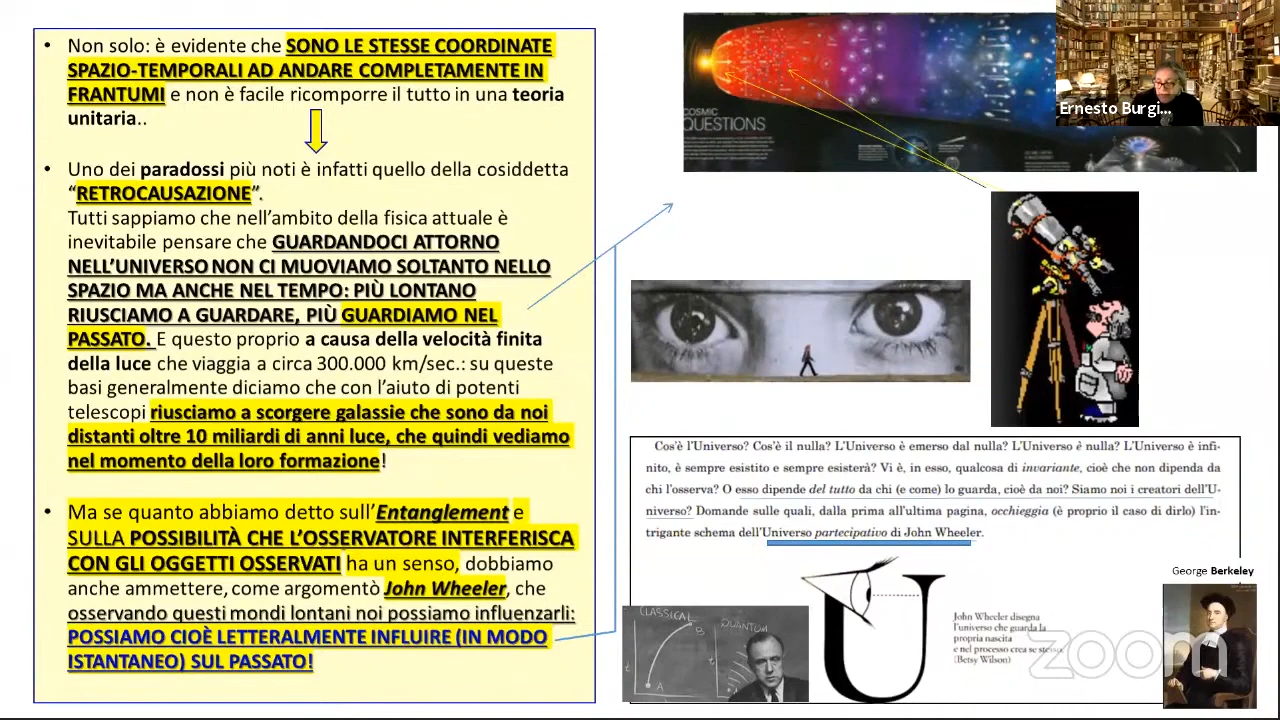 • Non solo: è evidente che SONO LE STESSE COORDINATE
SPAZIO-TEMPORALI AD ANDARE COMPLETAMENTE IN
FRANTUMI e non è facile ricomporre il tutto in una teoria
unitaria..
• Uno dei paradossi più noti è infatti quello della cosiddetta
“RETROCAUSAZIONE”.
Tutti sappiamo che nell’ambito della fisica attuale è
inevitabile pensare che GUARDANDOCI ATTORNO
NELL’UNIVERSO NON CI MUOVIAMO SOLTANTO NELLO
SPAZIO MA ANCHE NEL TEMPO: PIÙ LONTANO
RIUSCIAMO A GUARDARE, PIÙ GUARDIAMO NEL
PASSATO. E questo proprio a causa della velocità finita
della luce che viaggia a circa 300.000 km/sec.: su queste
basi generalmente diciamo che con l’aiuto di potenti
telescopi riusciamo a scorgere galassie che sono da noi
distanti oltre 10 miliardi di anni luce, che quindi vediamo
nel momento della loro formazione!
• Ma se quanto abbiamo detto sull’Entanglement e
SULLA POSSIBILITÀ CHE L’OSSERVATORE INTERFERISCA
CON GLI OGGETTI OSSERVATI ha un senso, dobbiamo
anche ammettere, come argomentò John Wheeler, che
osservando questi mondi lontani noi possiamo influenzarli:
POSSIAMO CIOÈ LETTERALMENTE INFLUIRE (IN MODO
ISTANTANEO) SUL PASSATO!
COSMIC
QUESTIONS
Ernesto Burgi...
Cos’è l’Universo? Cos’è il nulla? L’Universo è emerso dal nulla? L’Universo è nulla? L’Universo è infi-
nito, è sempre esistito e sempre esisterà? Vi è, in esso, qualcosa di invariante, cioè che non dipenda da
chi l’osserva? O esso dipende del tutto da chi (e come) lo guarda, cioè da noi? Siamo noi i creatori dell’U-
niverso? Domande sulle quali, dalla prima all’ultima pagina, occhieggia (è proprio il caso di dirlo) l’in-
trigante schema dell’Universo partecipativo di John Wheeler.
CLASSICAL
t
A
B
QUANTUM
t
A
U
John Wheeler disegna
l’universo che guarda la
propria nascita
e nel processo crea se stesso
(Betsy Wilson)
George Berkeley
zoom